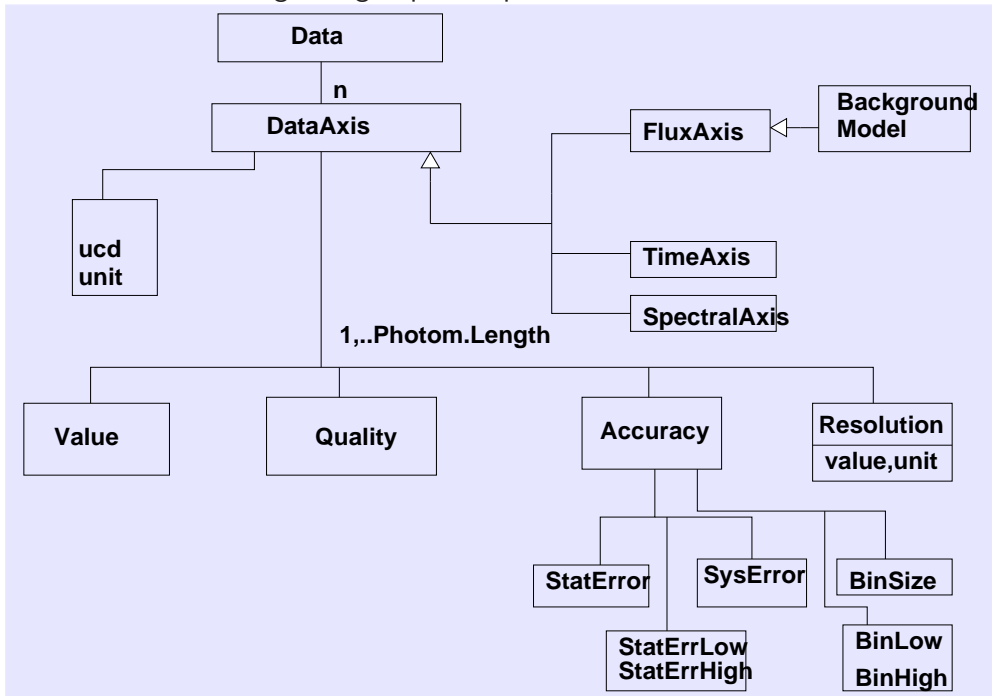 Data
n
DataAxis
Background
Model
FluxAxis
ucd
unit
TimeAxis
SpectralAxis
1,..Photom.Length
Value
Quality
Accuracy
Resolution
value,unit
StatError
SysError
BinSize
StatErrLow
StatErrHigh
BinLow
BinHigh